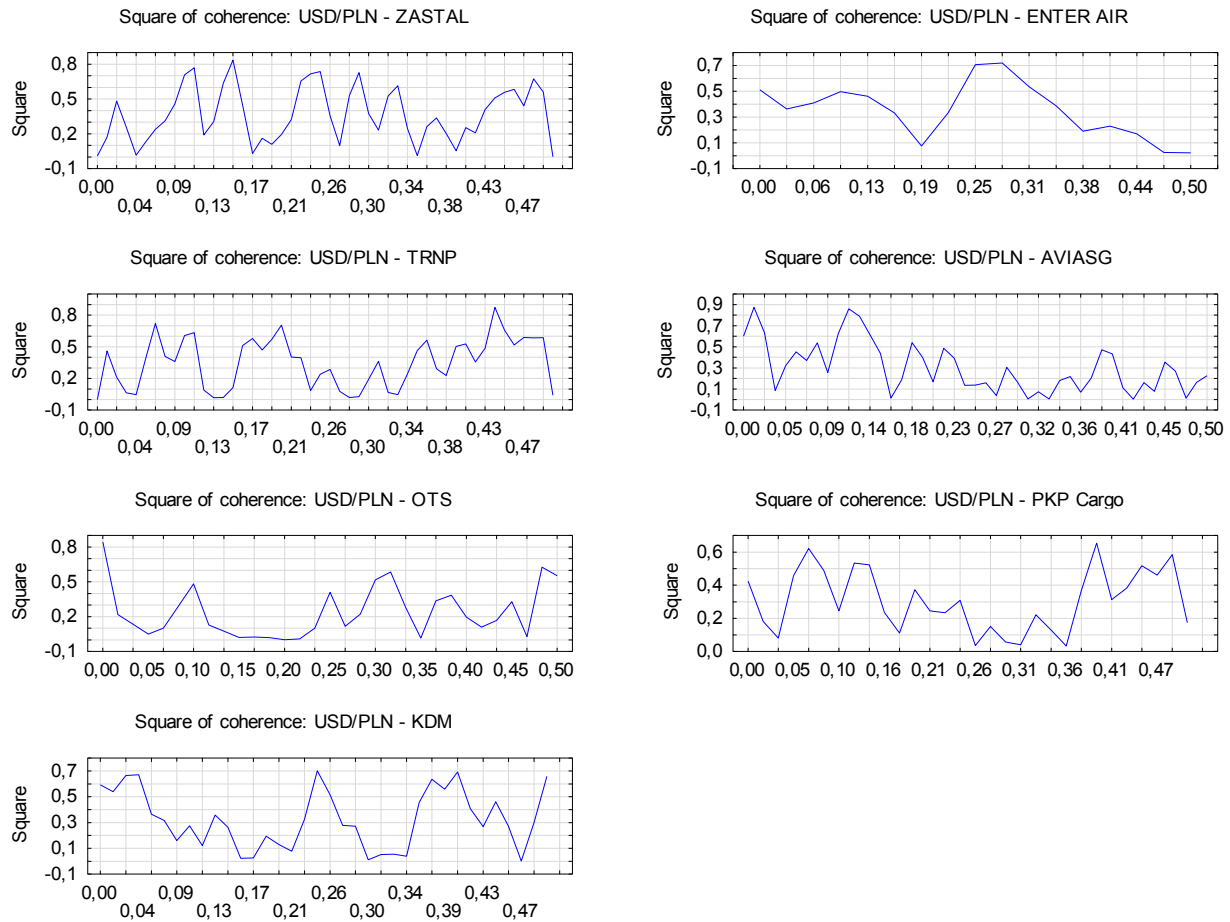 Square of coherence: USD/PLN - ZASTAL
Square
0,8
0,5
0,2
-0,1
0,00 0,09 0,17 0,26 0,34 0,43
0,04 0,13 0,21 0,30 0,38 0,47
Square of coherence: USD/PLN - ENTER AIR
Square
0,7
0,5
0,3
0,1
-0,1
0,00 0,06 0,13 0,19 0,25 0,31 0,38 0,44 0,50
Square of coherence: USD/PLN - TRNP
Square
0,8
0,5
0,2
-0,1
0,00 0,09 0,17 0,26 0,34 0,43
0,04 0,13 0,21 0,30 0,38 0,47
Square of coherence: USD/PLN - AVIASG
Square
0,9
0,7
0,5
0,3
0,1
-0,1
0,00 0,05 0,09 0,14 0,18 0,23 0,27 0,32 0,36 0,41 0,45 0,50
Square of coherence: USD/PLN - OTS
Square
0,8
0,5
0,2
-0,1
0,00 0,05 0,10 0,15 0,20 0,25 0,30 0,35 0,40 0,45 0,50
Square of coherence: USD/PLN - PKP Cargo
Square
0,6
0,4
0,2
0,0
0,00 0,05 0,10 0,16 0,21 0,26 0,31 0,36 0,41 0,47
Square of coherence: USD/PLN - KDM
Square
0,7
0,5
0,3
0,1
-0,1
0,00 0,09 0,17 0,26 0,34 0,43
0,04 0,13 0,21 0,30 0,39 0,47